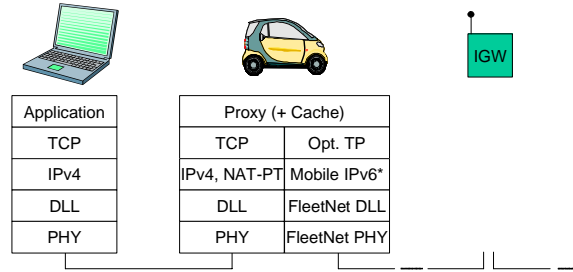 IGW
Application
Proxy (+ Cache)
TCP
TCP
Opt. TP
IPv4
IPv4, NAT-PT
Mobile IPv6*
DLL
DLL
FleetNet DLL
PHY
PHY
FleetNet PHY